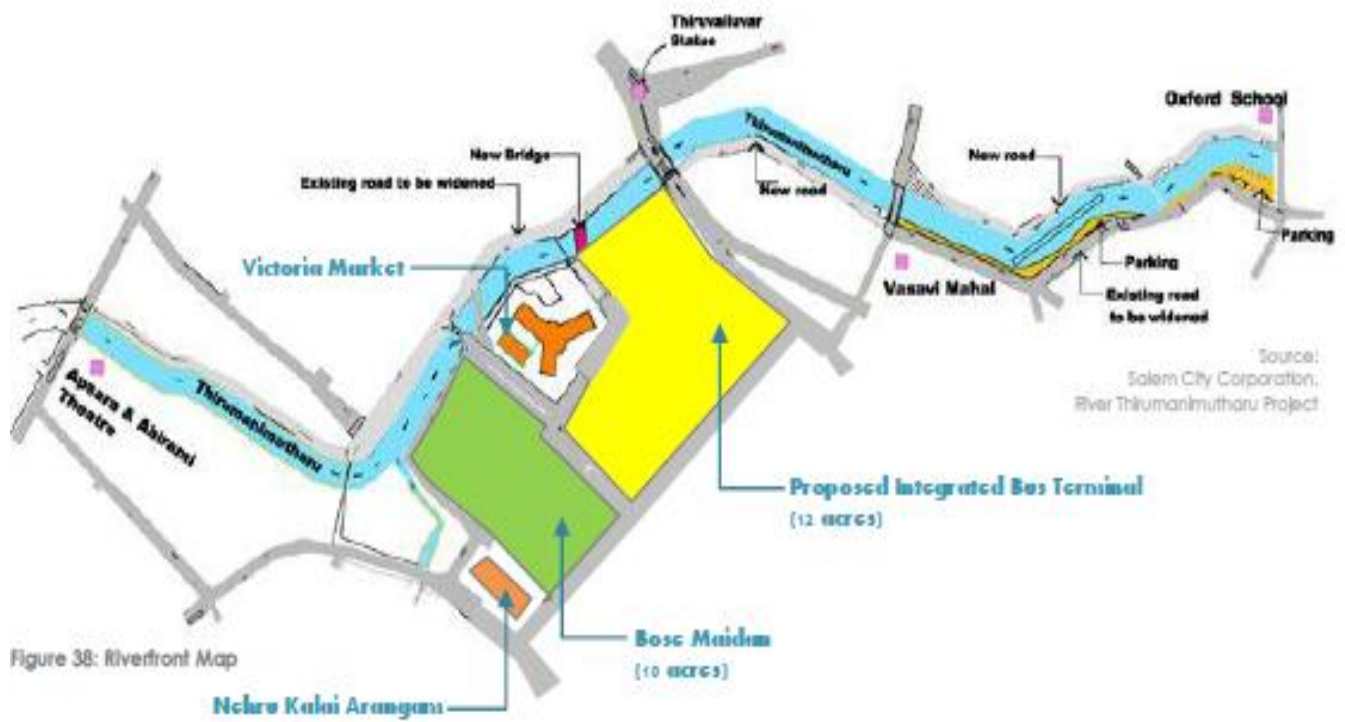 Thiruvalluvar
Statue
Oxford School
Thirumanimutharu
New Bridge
New road
Existing road to be widened
New road
Victoria Market
Parking
Parking
Vasavi Mahal
Existing road
to be widened
Source:
Salem City Corporation,
River Thirumanimutharu Project
Apsara & Abirami
Theatre
Thirumanimutharu
Proposed Integrated Bus Terminal
(12 acres)
Bose Maidan
(10 acres)
Figure 38: Riverfront Map
Nehru Kalai Arangam